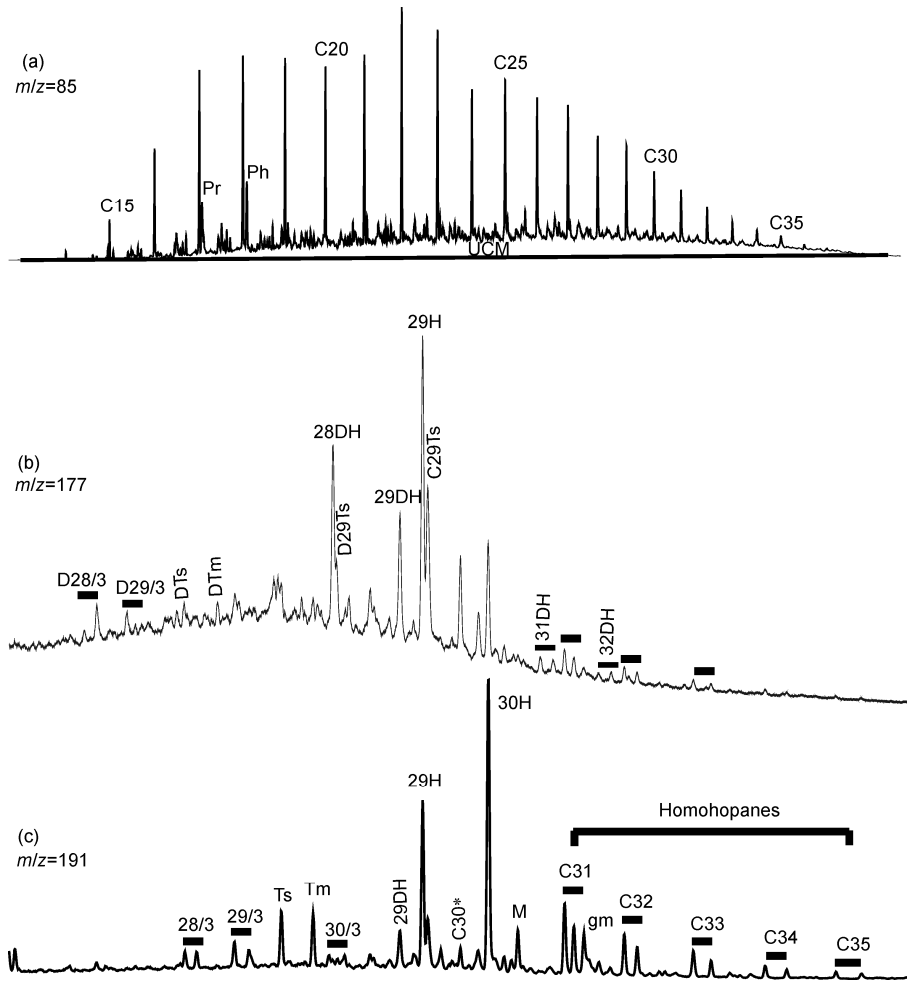 (a)
m/z=85
C15
Pr
Ph
C20
C25
C30
C35
UCM
(b)
m/z=177
D28/3
D29/3
DTs
DTm
28DH
D29Ts
29DH
29H
C29Ts
31DH
32DH
(c)
m/z=191
28/3
29/3
Ts
Tm
30/3
29DH
29H
C30*
30H
M
Homohopanes
C31
gm
C32
C33
C34
C35